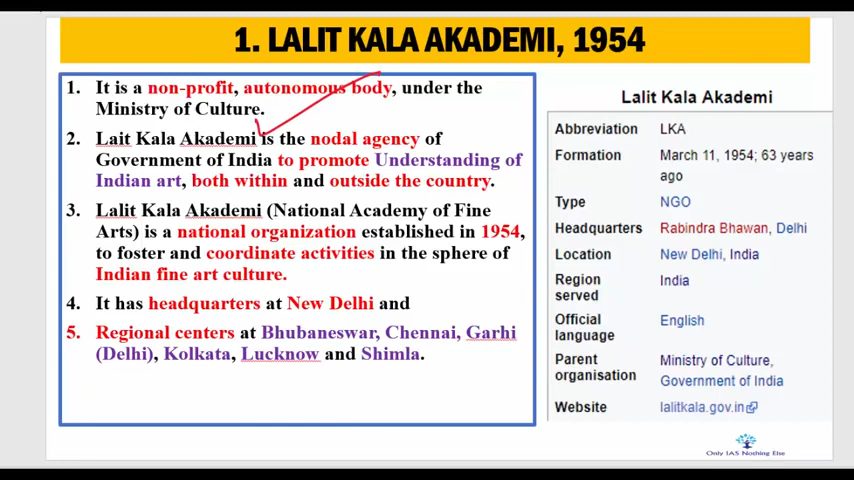 1. LALIT KALA AKADEMI, 1954
1. It is a non-profit, autonomous body, under the
Ministry of Culture.
2. Lait Kala Akademi is the nodal agency of
Government of India to promote Understanding of
Indian art, both within and outside the country.
3. Lalit Kala Akademi (National Academy of Fine
Arts) is a national organization established in 1954,
to foster and coordinate activities in the sphere of
Indian fine art culture.
4. It has headquarters at New Delhi and
5. Regional centers at Bhubaneswar, Chennai, Garhi
(Delhi), Kolkata, Lucknow and Shimla.
Lalit Kala Akademi
Abbreviation LKA
Formation March 11, 1954; 63 years
ago
Type NGO
Headquarters Rabindra Bhawan, Delhi
Location New Delhi, India
Region India
served
Official English
language
Parent Ministry of Culture,
organisation Government of India
Website lalitkala.gov.in
Only IAS Nothing Else